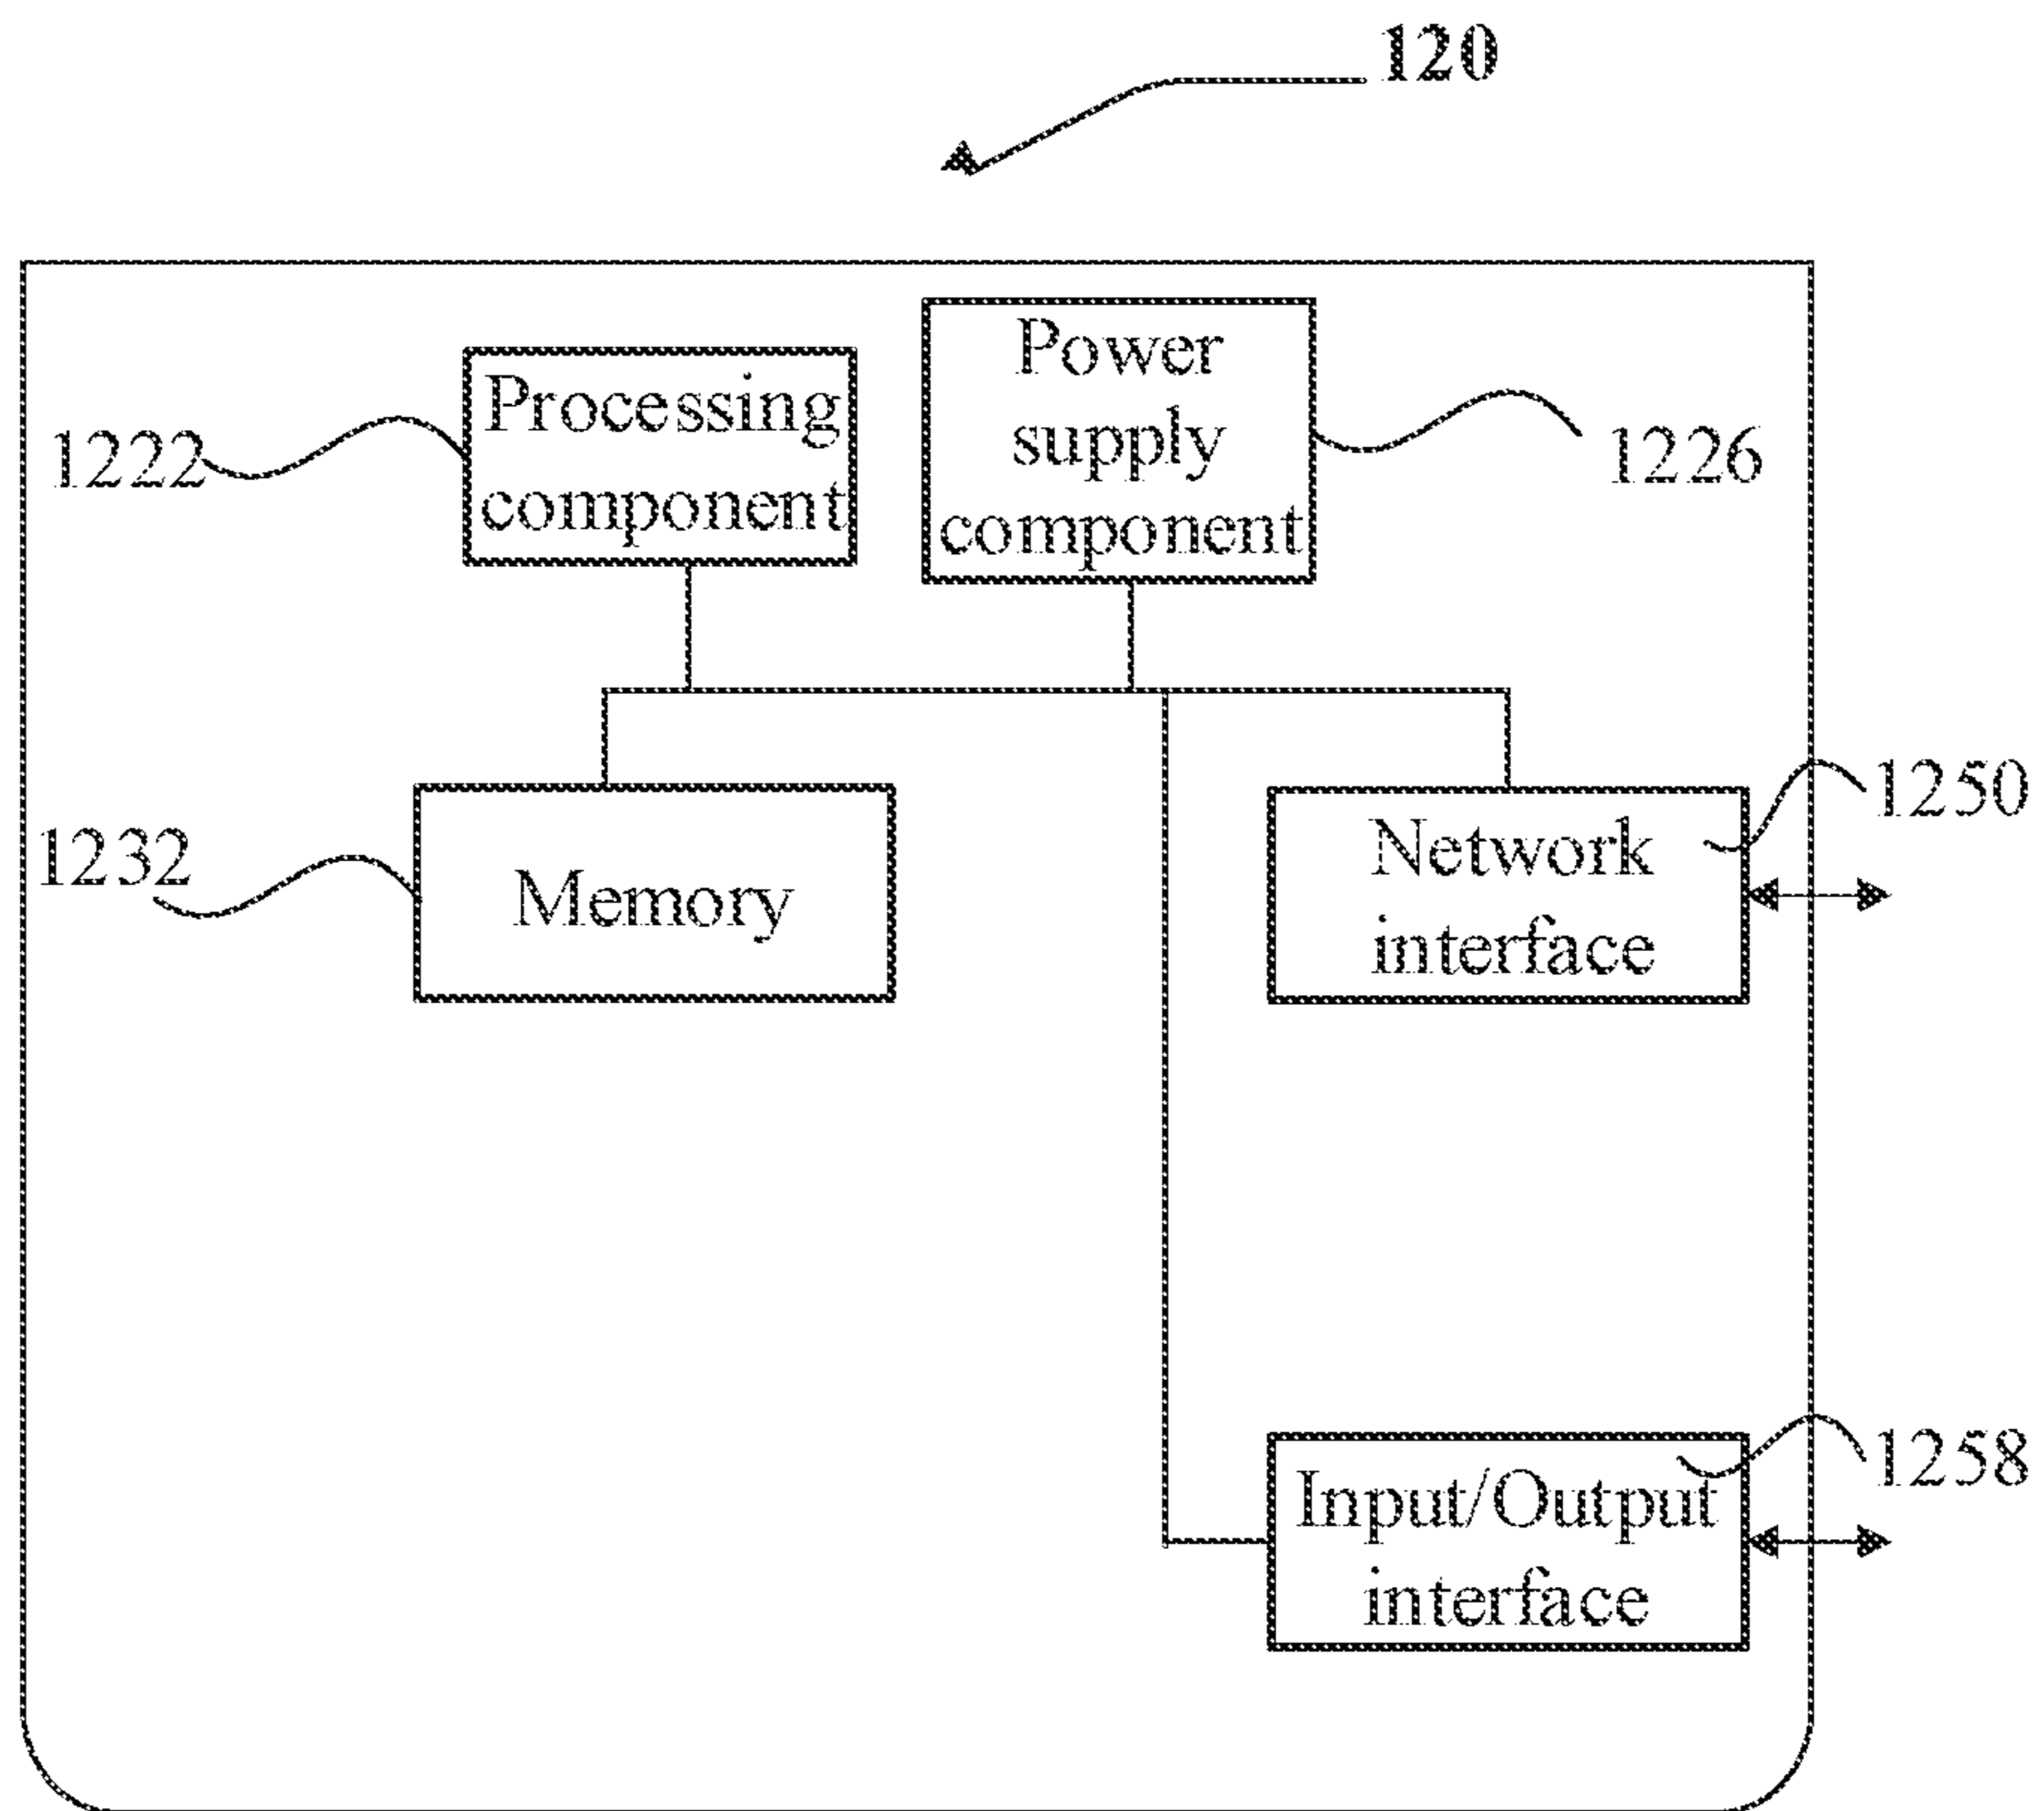 120
Processing
component
Power
supply
component
1222
1226
1232
Memory
Network
interface
1250
Input/Output
interface
1258